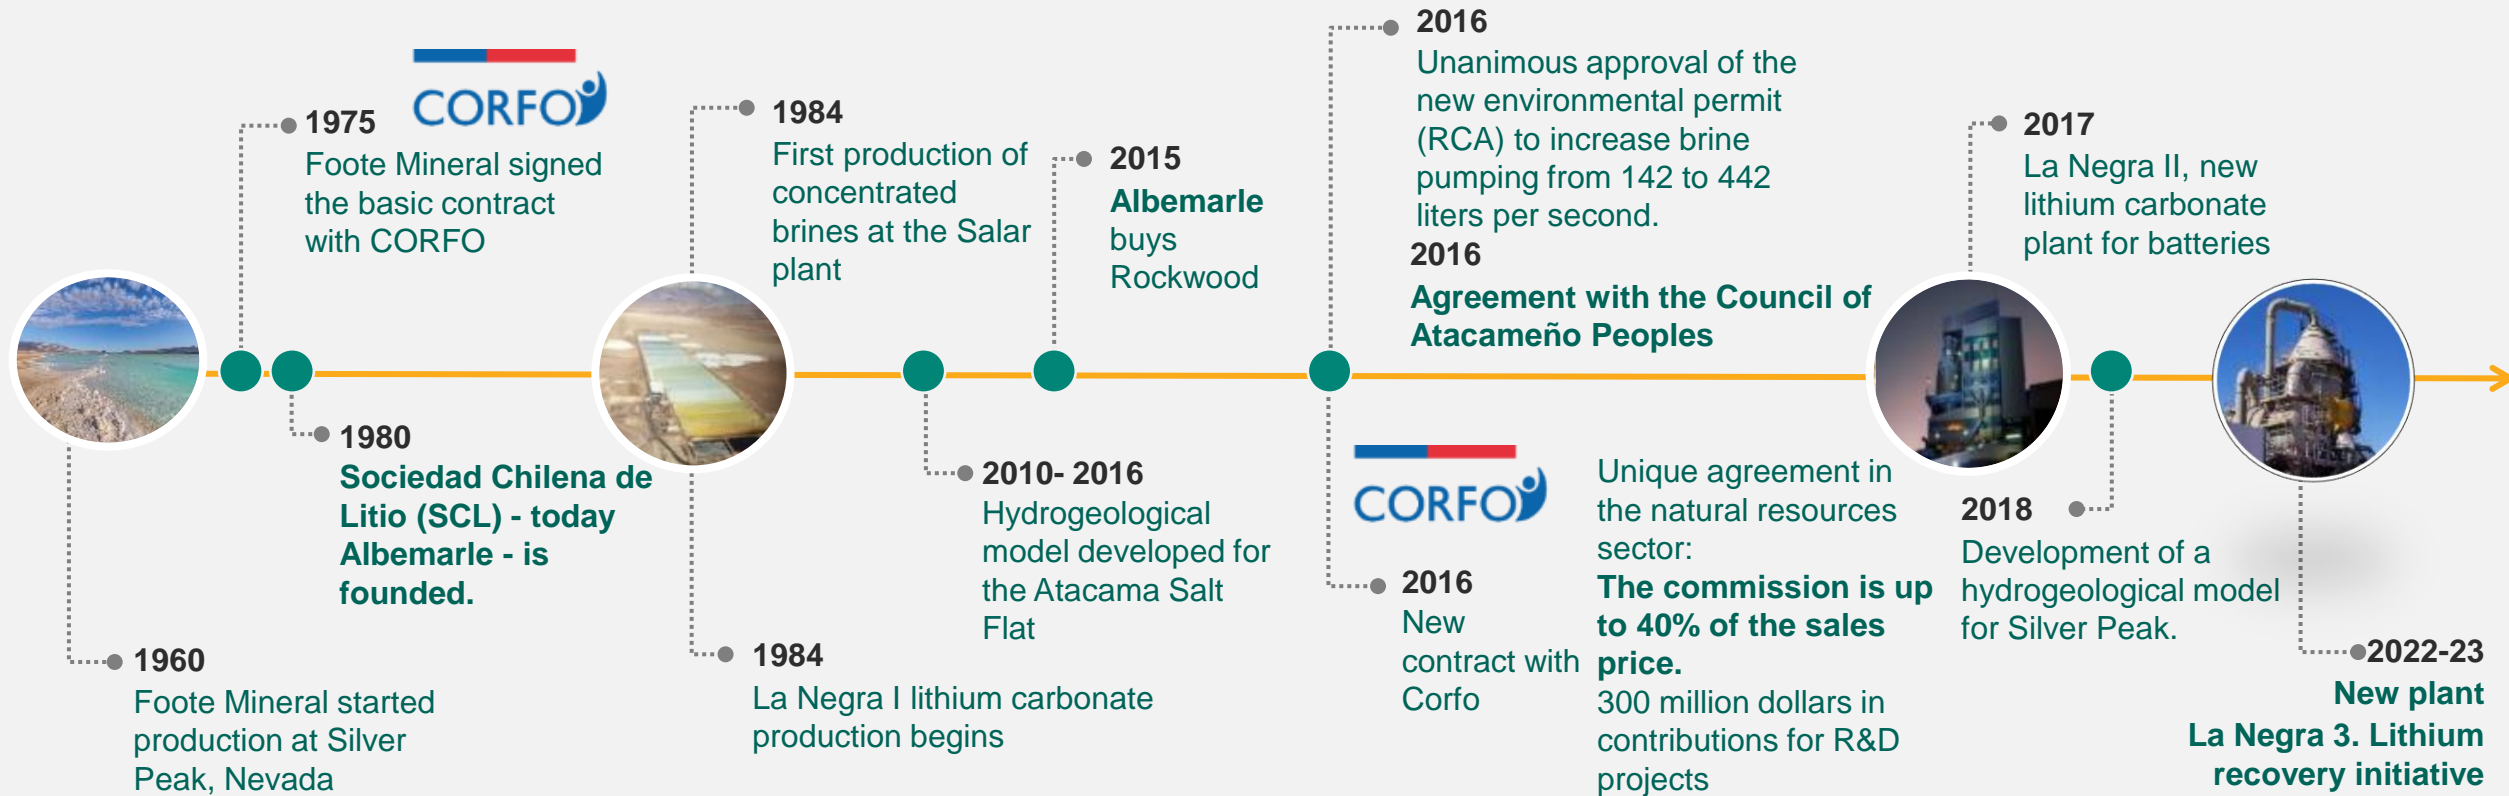 1960
Foote Mineral started
production at Silver
Peak, Nevada
CORFO
1975
Foote Mineral signed
the basic contract
with CORFO
1980
Sociedad Chilena de
Litio (SCL) - today
Albemarle - is
founded.
1984
First production of
concentrated
brines at the Salar
plant
1984
La Negra I lithium carbonate
production begins
2010- 2016
Hydrogeological
model developed for
the Atacama Salt
Flat
2015
Albemarle
buys
Rockwood
2016
Unanimous approval of the
new environmental permit
(RCA) to increase brine
pumping from 142 to 442
liters per second.
2016
Agreement with the Council of
Atacameño Peoples
CORFO
2016
New
contract with
Corfo
Unique agreement in
the natural resources
sector:
The commission is up
to 40% of the sales
price.
300 million dollars in
contributions for R&D
projects
2017
La Negra II, new
lithium carbonate
plant for batteries
2018
Development of a
hydrogeological model
for Silver Peak.
2022-23
New plant
La Negra 3. Lithium
recovery initiative